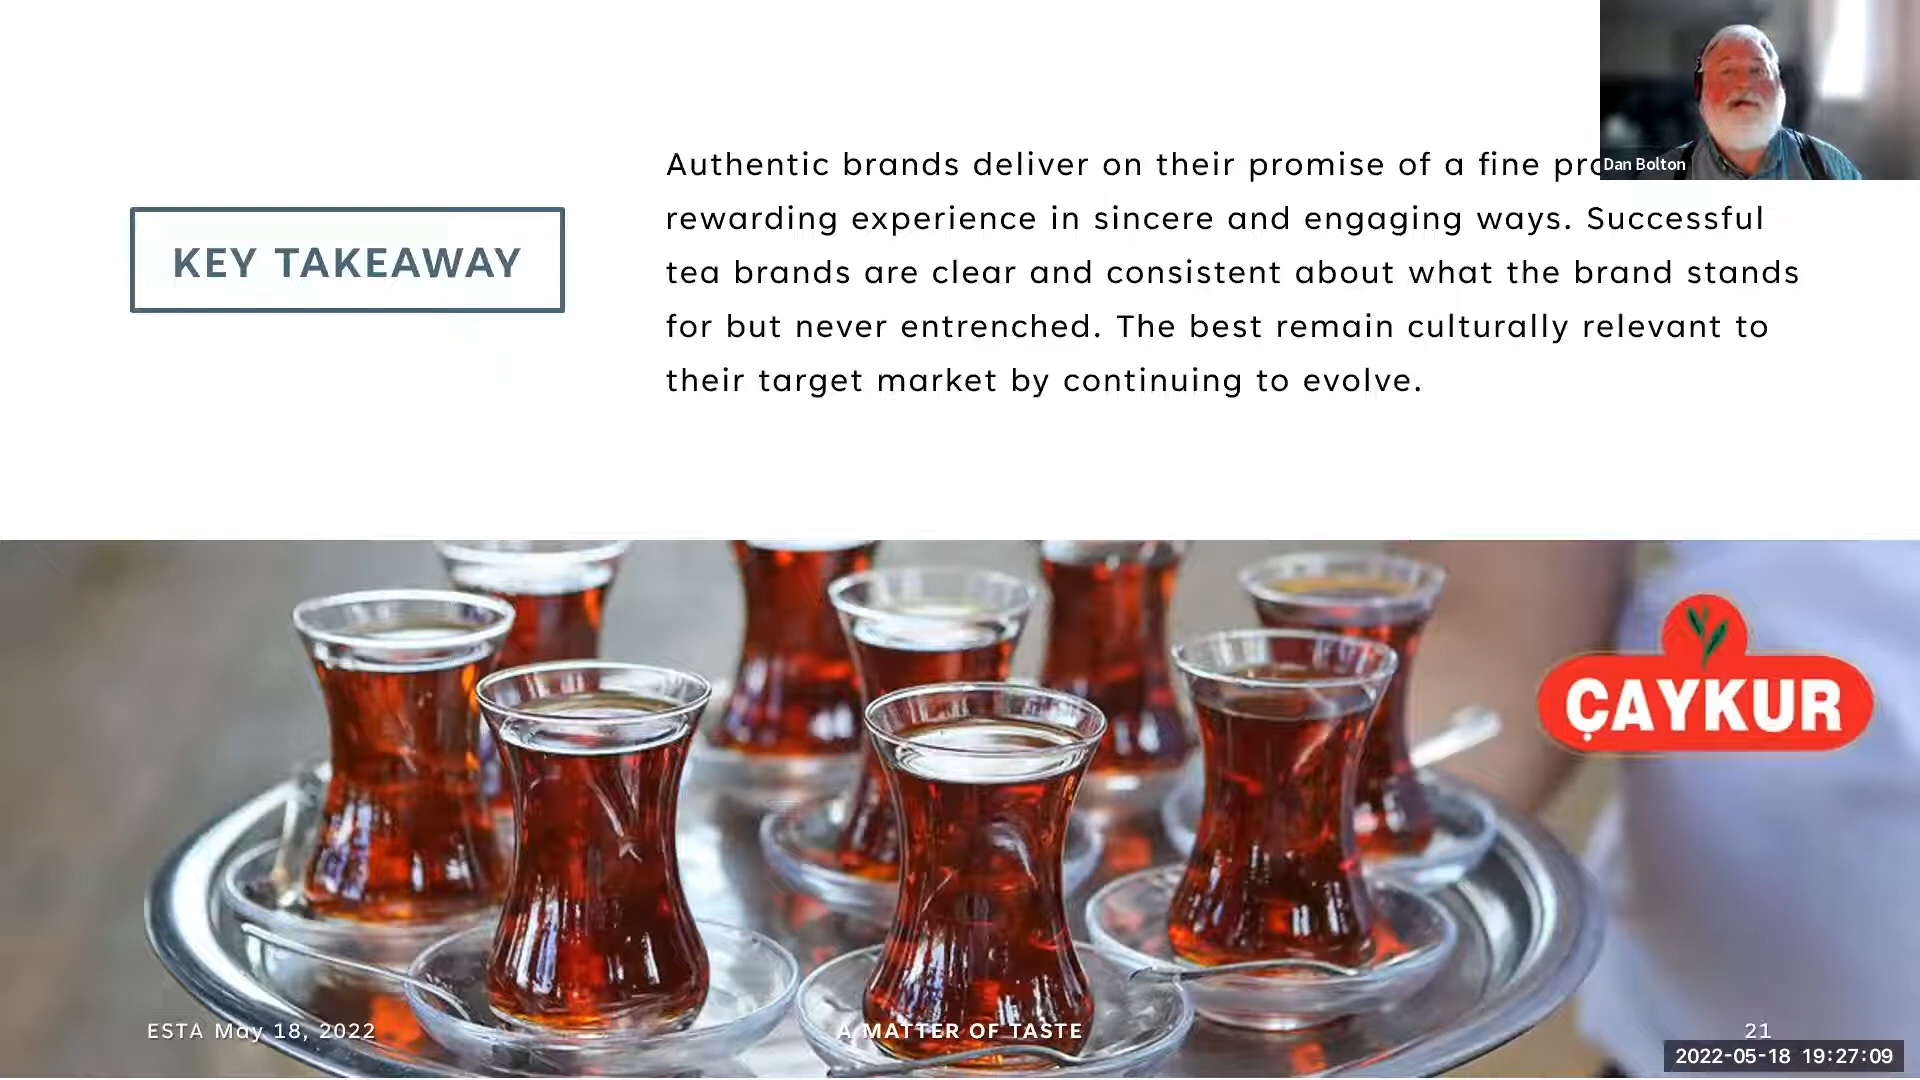 KEY TAKEAWAY
Authentic brands deliver on their promise of a fine
rewarding experience in sincere and engaging ways. Successful
tea brands are clear and consistent about what the brand stands
for but never entrenched. The best remain culturally relevant to
their target market by continuing to evolve.
Dan Bolton
ÇAYKUR
ESTA May 18, 2022
A MATTER OF TASTE
21
2022-05-18 19:27:09